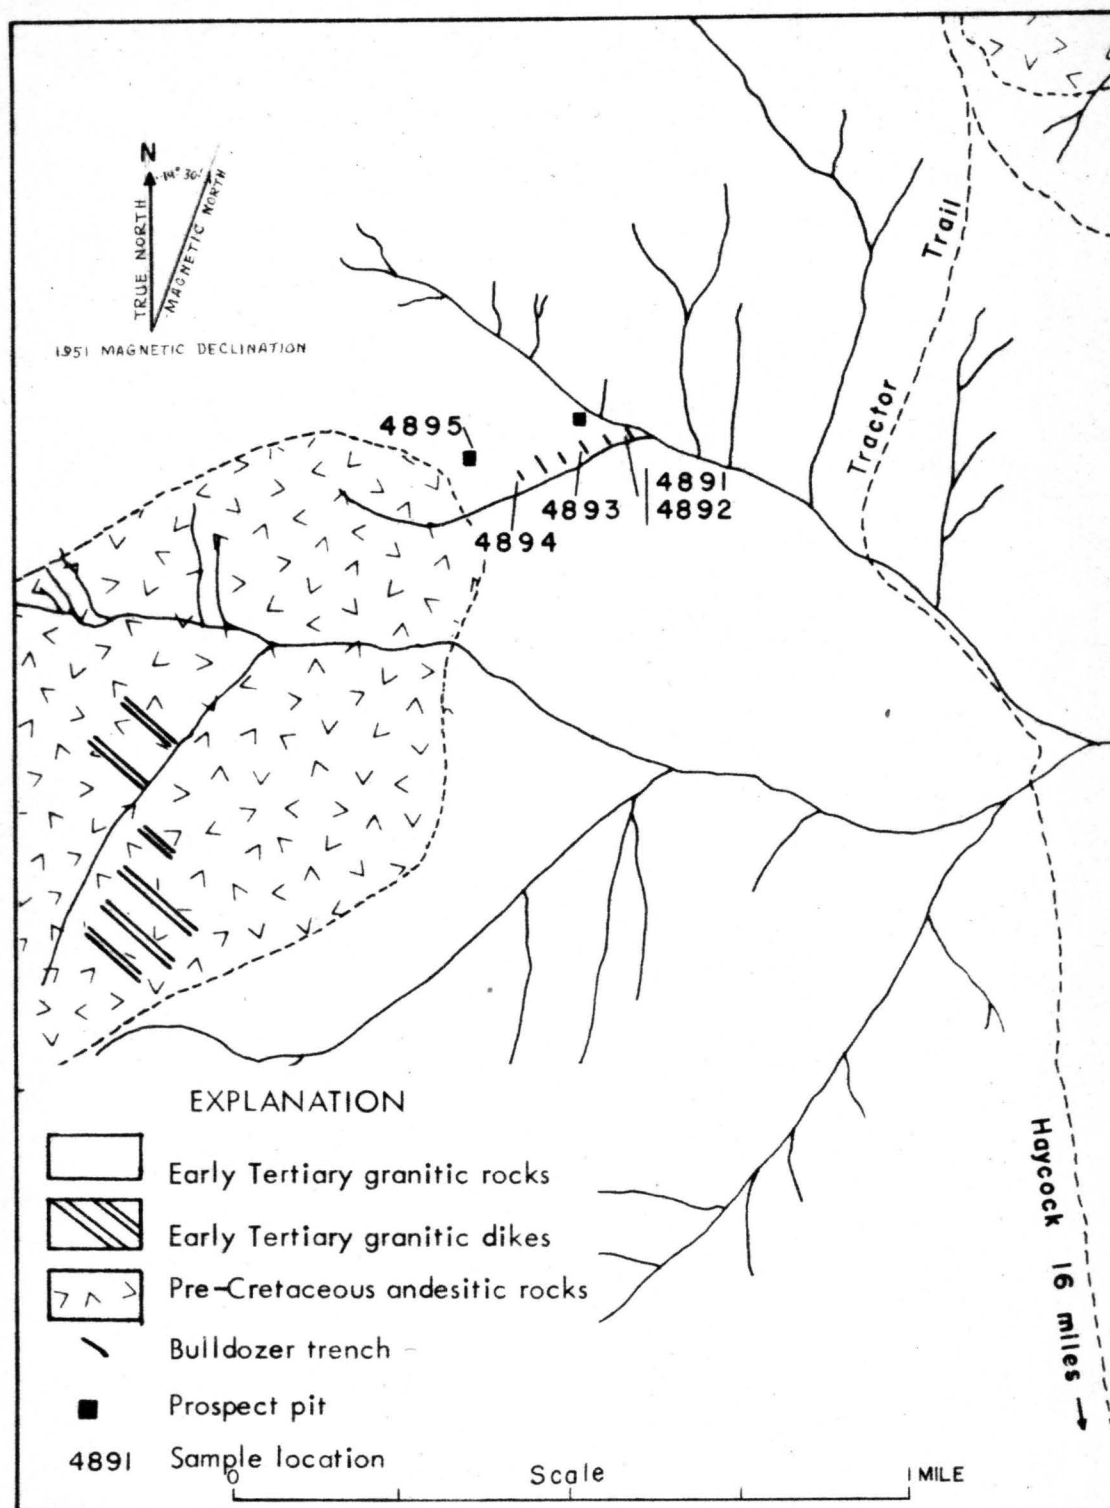 N
14° 30'
TRUE NORTH
MAGNETIC NORTH
1951 MAGNETIC DECLINATION
Trail
Tractor
4895
4891
4893
4892
4894
Haycock 16 miles
EXPLANATION
Early Tertiary granitic rocks
Early Tertiary granitic dikes
Pre-Cretaceous andesitic rocks
Bulldozer trench
Prospect pit
4891 Sample location
0 Scale 1 MILE